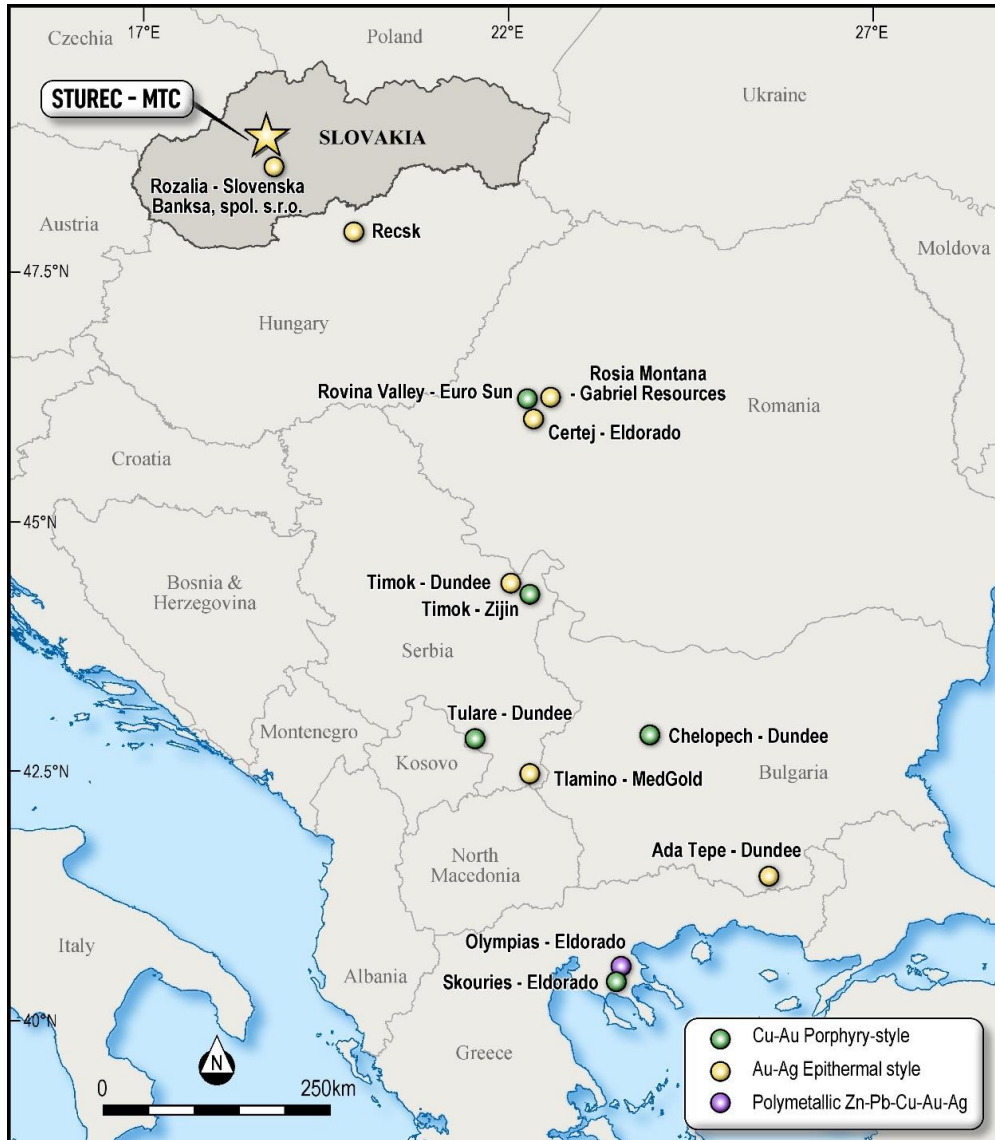 17°E
22°E
27°E
Czechia
Poland
Ukraine
STUREC - MTC
SLOVAKIA
Rozalia - Slovenska
Banksa, spol. s.r.o.
Austria
Recsk
Moldova
47.5°N
Hungary
Rovina Valley - Euro Sun
Rosia Montana
- Gabriel Resources
Certej - Eldorado
Romania
Croatia
45°N
Bosnia &
Herzegovina
Timok - Dundee
Timok - Zijin
Serbia
Tulare - Dundee
Montenegro
Kosovo
Chelopech - Dundee
42.5°N
Tlamino - MedGold
Bulgaria
North
Macedonia
Ada Tepe - Dundee
Italy
Albania
Olympias - Eldorado
Skouries - Eldorado
40°N
Greece
N
0
250km
Cu-Au Porphyry-style
Au-Ag Epithermal style
Polymetallic Zn-Pb-Cu-Au-Ag